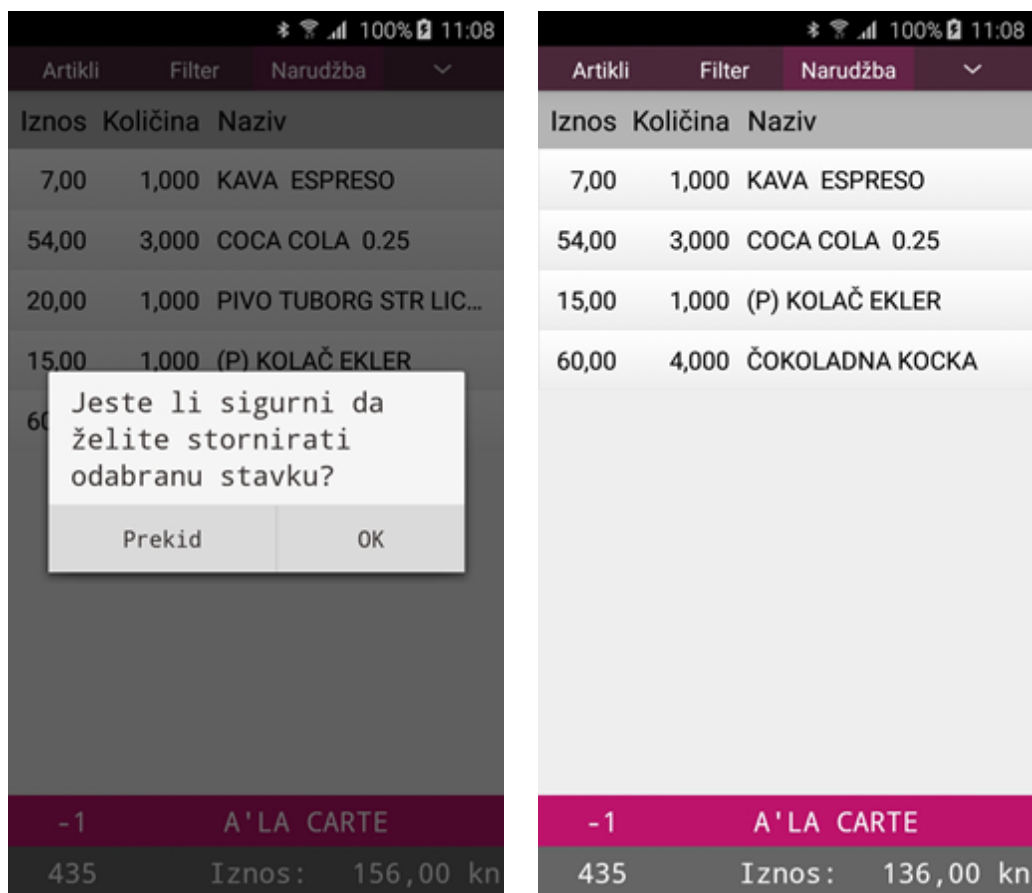 100% 11:08
Artikli Filter Narudžba
Iznos Količina Naziv
7,00 1,000 KAVA ESPRESO
54,00 3,000 COCA COLA 0.25
20,00 1,000 PIVO TUBORG STR LIC...
15,00 1,000 (P) KOLAČ EKLER
60
Jeste li sigurni da
želite stornirati
odabranu stavku?
Prekid OK
-1 A'LA CARTE
435 Iznos: 156,00 kn
100% 11:08
Artikli Filter Narudžba
Iznos Količina Naziv
7,00 1,000 KAVA ESPRESO
54,00 3,000 COCA COLA 0.25
15,00 1,000 (P) KOLAČ EKLER
60,00 4,000 ČOKOLADNA KOCKA
-1 A'LA CARTE
435 Iznos: 136,00 kn